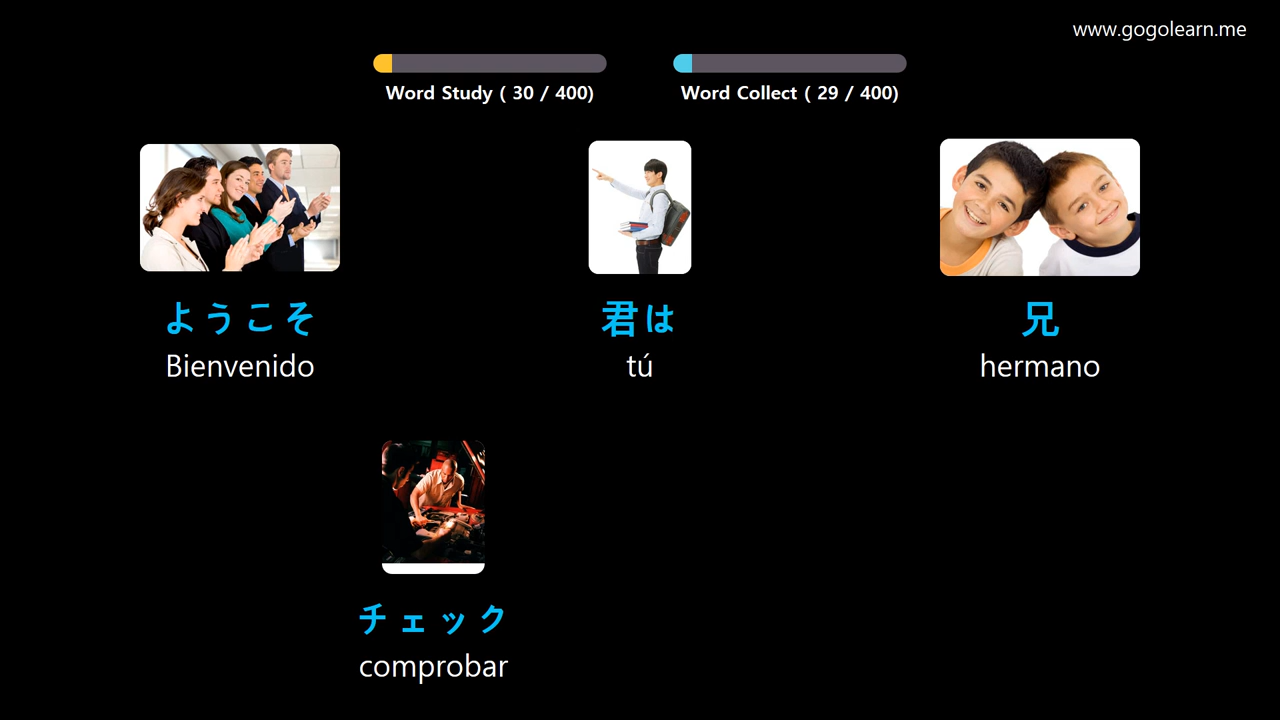 www.gogolearn.me
Word Study ( 30 / 400)
Word Collect ( 29 / 400)
ようこそ
Bienvenido
君は
tú
兄
hermano
チェック
comprobar